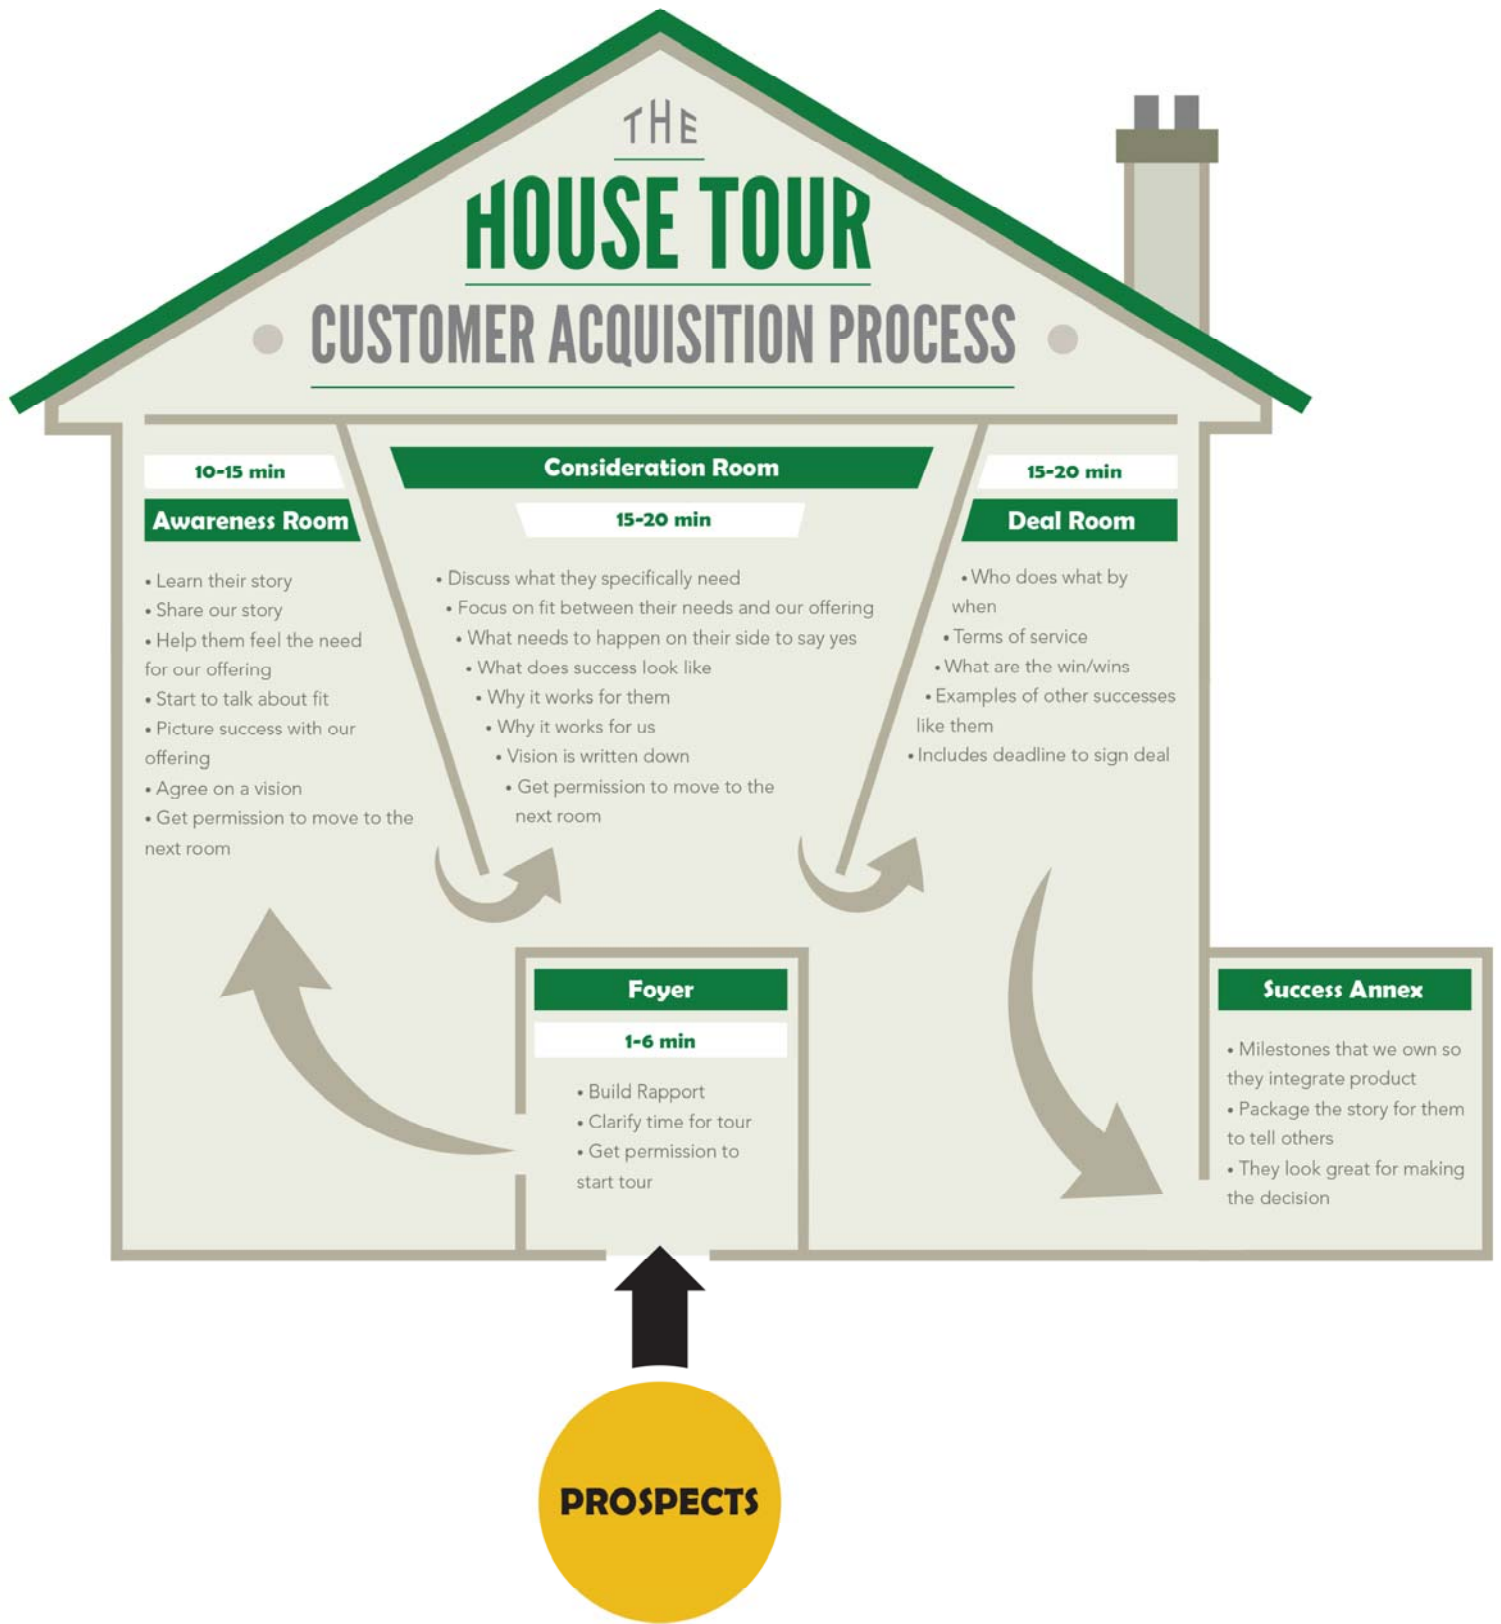 THE
HOUSE TOUR
CUSTOMER ACQUISITION PROCESS
10-15 min
Awareness Room
• Learn their story
• Share our story
• Help them feel the need
for our offering
• Start to talk about fit
• Picture success with our
offering
• Agree on a vision
• Get permission to move to the
next room
Consideration Room
15-20 min
• Discuss what they specifically need
• Focus on fit between their needs and our offering
• What needs to happen on their side to say yes
• What does success look like
• Why it works for them
• Why it works for us
• Vision is written down
• Get permission to move to the
next room
15-20 min
Deal Room
• Who does what by
when
• Terms of service
• What are the win/wins
• Examples of other successes
like them
• Includes deadline to sign deal
Foyer
1-6 min
• Build Rapport
• Clarify time for tour
• Get permission to
start tour
Success Annex
• Milestones that we own so
they integrate product
• Package the story for them
to tell others
• They look great for making
the decision
PROSPECTS